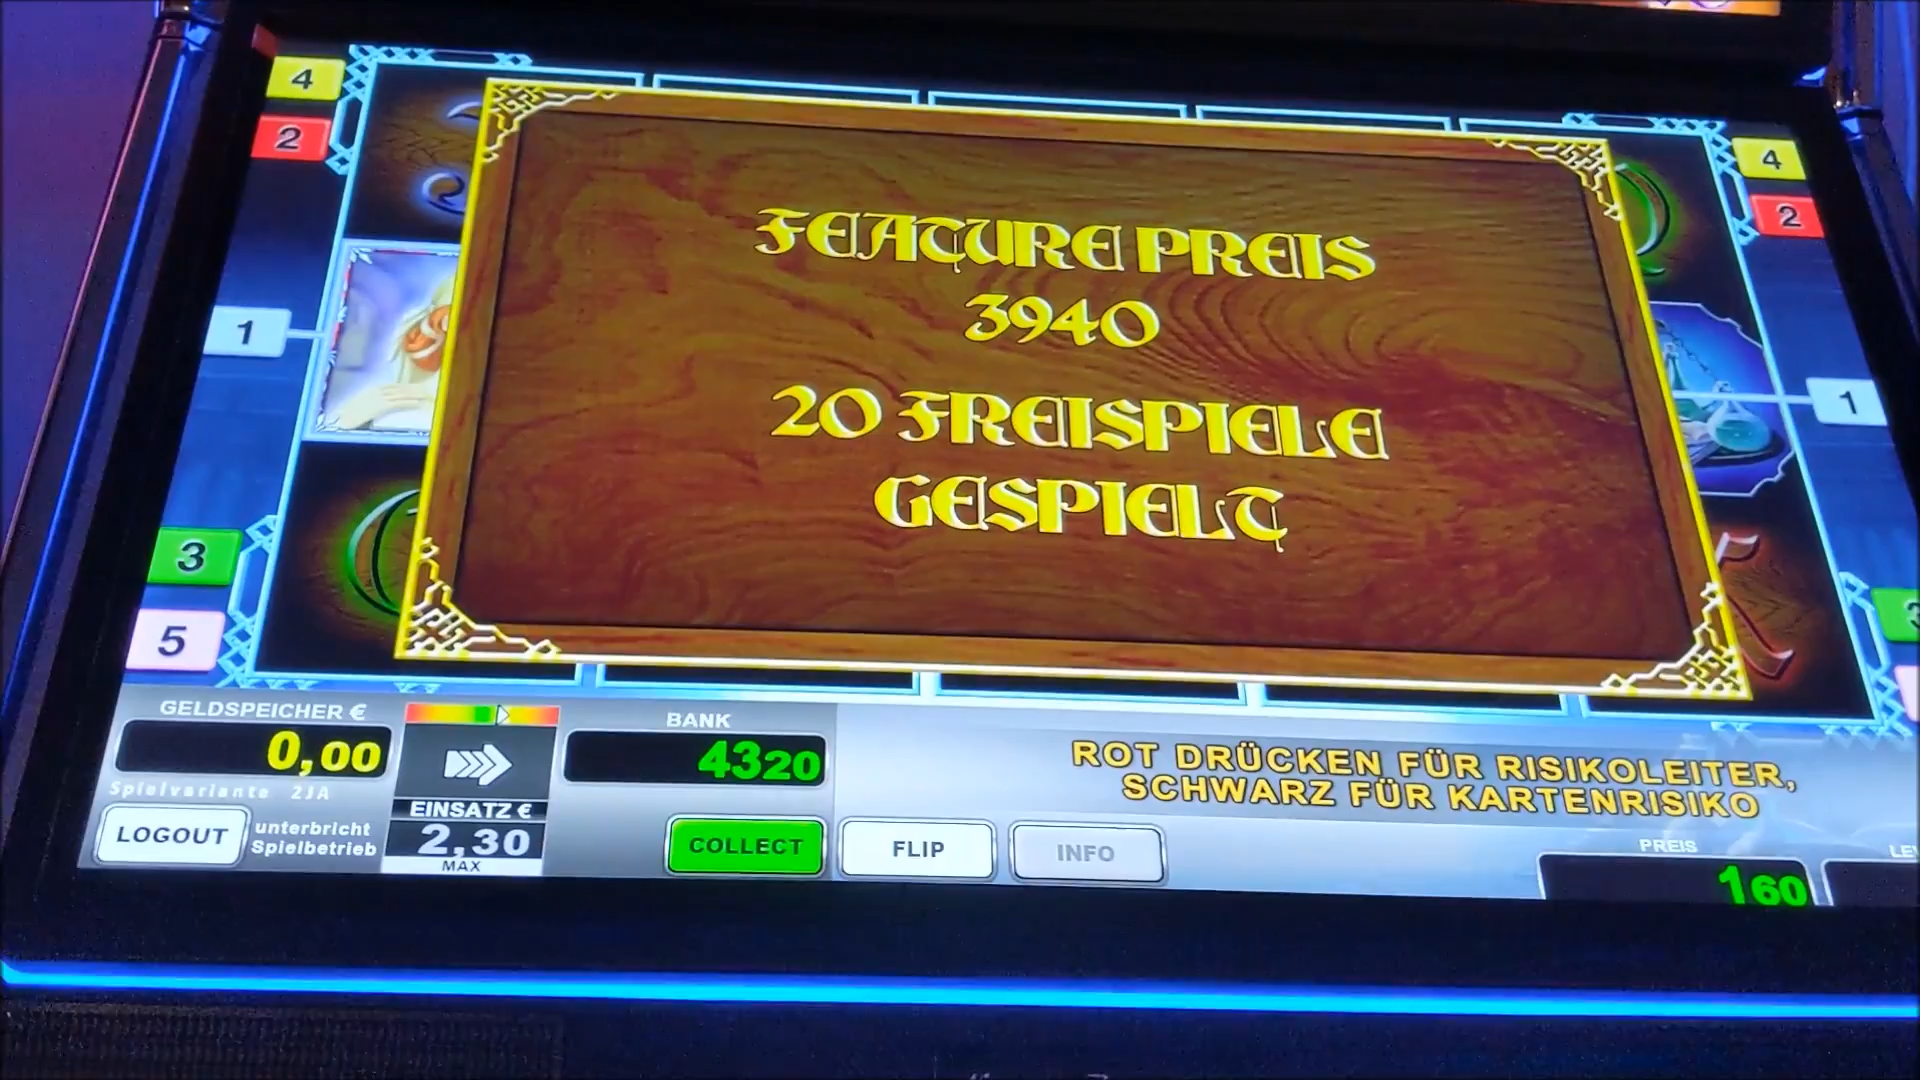 4
2
4
2
FEATURE PREIS
3940
1
1
20 FREISPIELE
GESPIELT
3
5
GELDSPEICHER €
0,00
Spielvariante 2JA
LOGOUT
unterbricht
Spielbetrieb
EINSATZ €
2,30
MAX
BANK
4320
COLLECT
FLIP
INFO
ROT DRÜCKEN FÜR RISIKOLEITER,
SCHWARZ FÜR KARTENRISIKO
PREIS
160